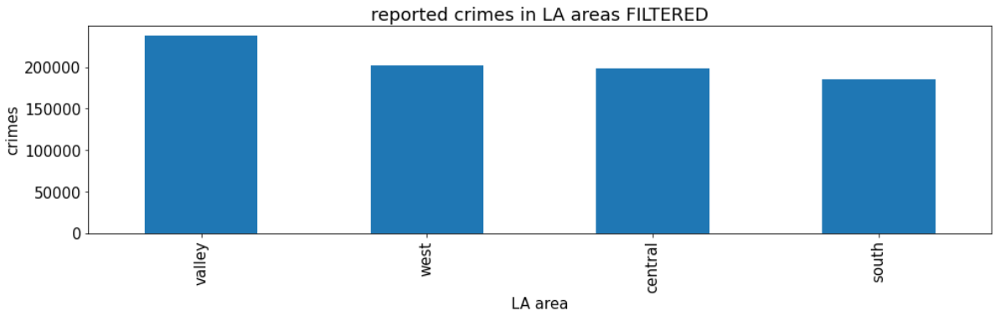 reported crimes in LA areas FILTERED
crimes
200000
150000
100000
50000
0
valley
west
central
south
LA area